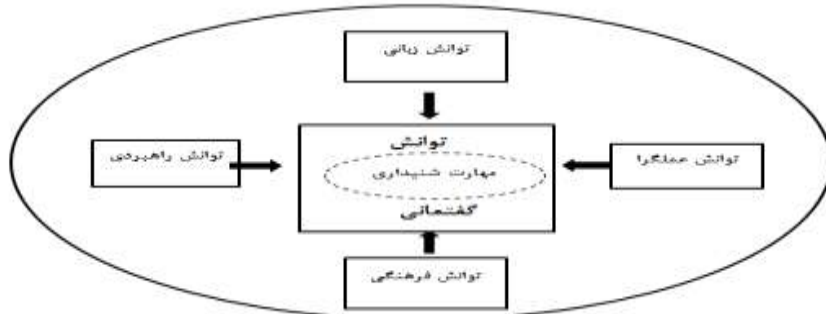 توانش زبانی
توانش
توانش راهبردی
مهارت شنیداری
توانش عملگرا
گفتمانی
توانش فرهنگی